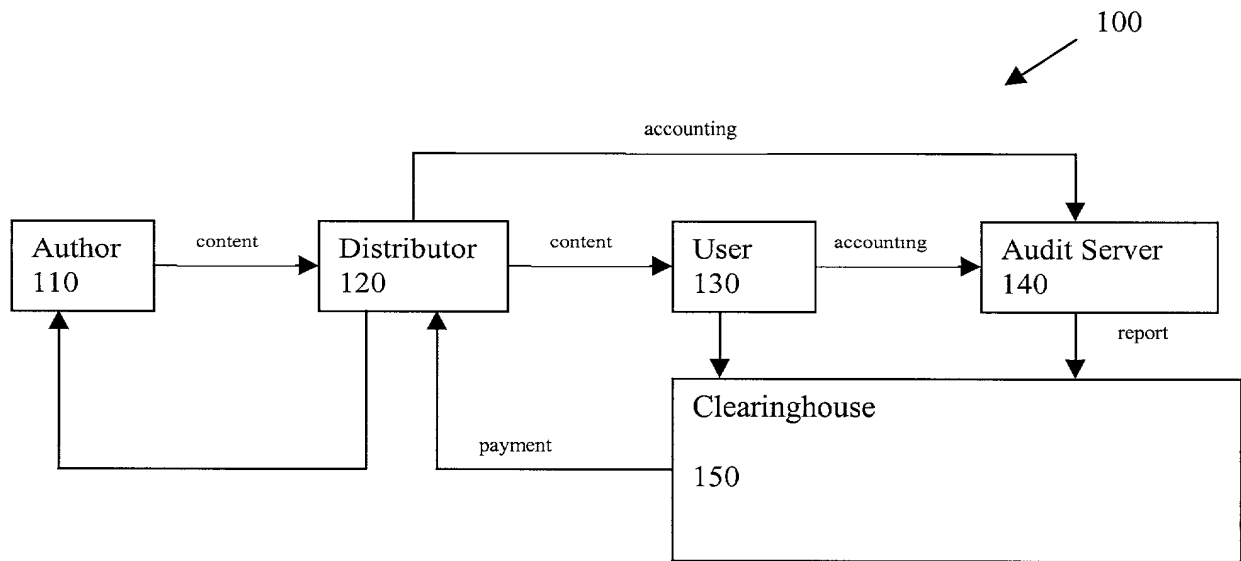 100
accounting
Author
110
content
Distributor
120
content
User
130
accounting
Audit Server
140
report
Clearinghouse
150
payment